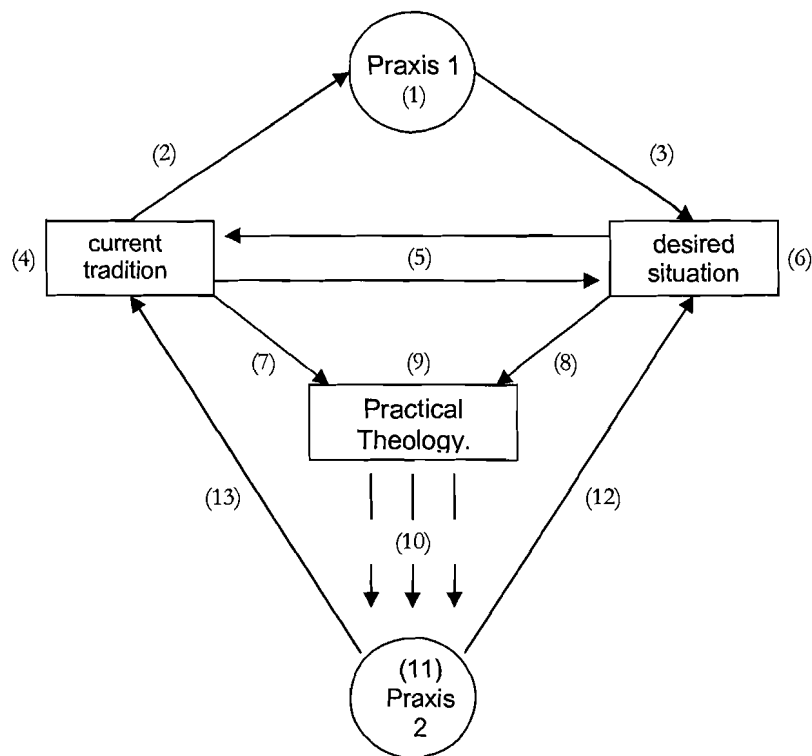 Praxis 1
(1)
(2)
(3)
(4)
current
tradition
(5)
desired
situation
(6)
(7)
(9)
(8)
Practical
Theology.
(13)
(10)
(12)
(11)
Praxis
2